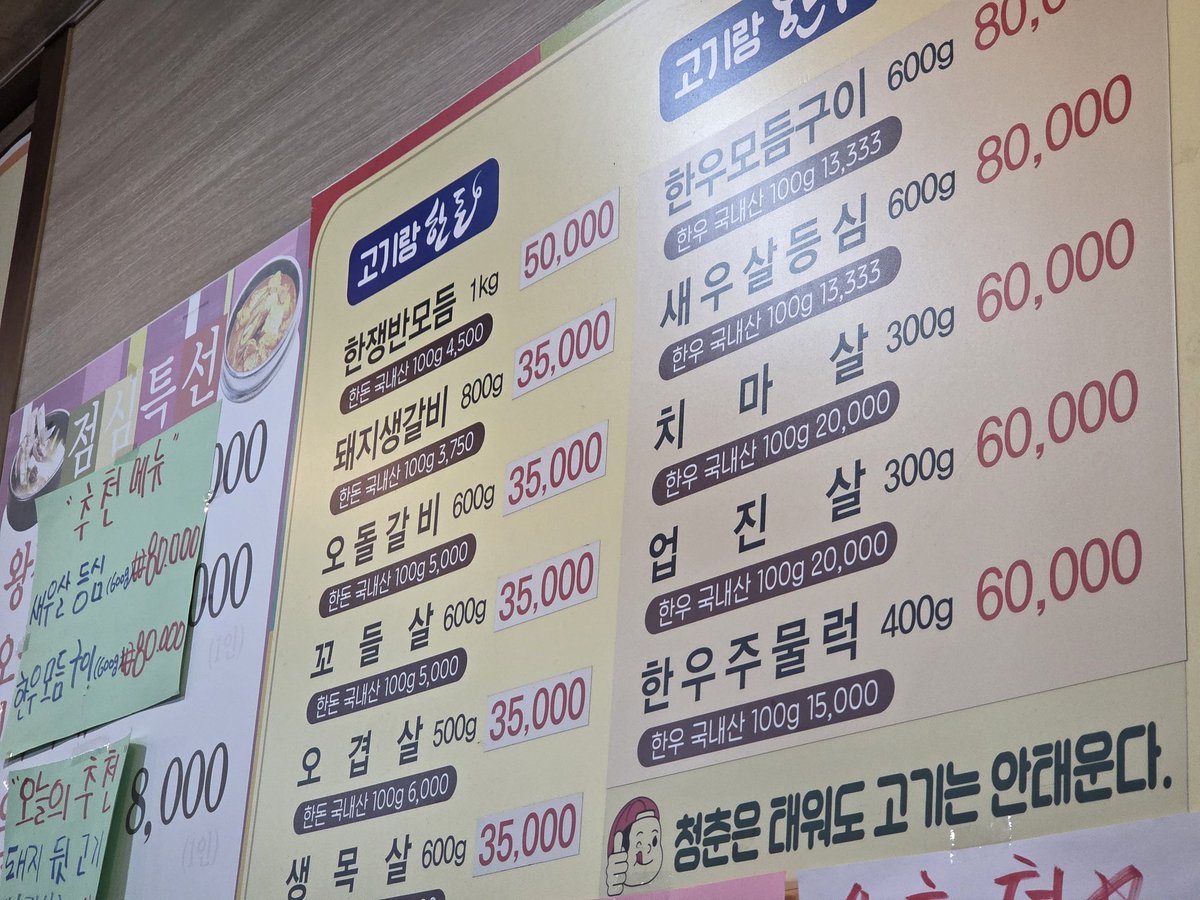 점심특선
"추천 메뉴"
새우살 등심(600g)₩80.000
한우모듬구이(600g)₩80.000
8,000
(1인)
"오늘의 추천
돼지 뒷고기
고기랑 한돈
한쟁반모듬 1kg 50,000
한돈 국내산 100g 4,500
돼지생갈비 800g 35,000
한돈 국내산 100g 3,750
오돌갈비 600g 35,000
한돈 국내산 100g 5,000
꼬들살 600g 35,000
한돈 국내산 100g 5,000
오겹살 500g 35,000
한돈 국내산 100g 6,000
생목살 600g 35,000
고기랑 한우
한우모듬구이 600g 80,000
한우 국내산 100g 13,333
새우살등심 600g 80,000
한우 국내산 100g 13,333
치마살 300g 60,000
한우 국내산 100g 20,000
업진살 300g 60,000
한우 국내산 100g 20,000
한우주물럭 400g 60,000
한우 국내산 100g 15,000
청춘은 태워도 고기는 안태운다.